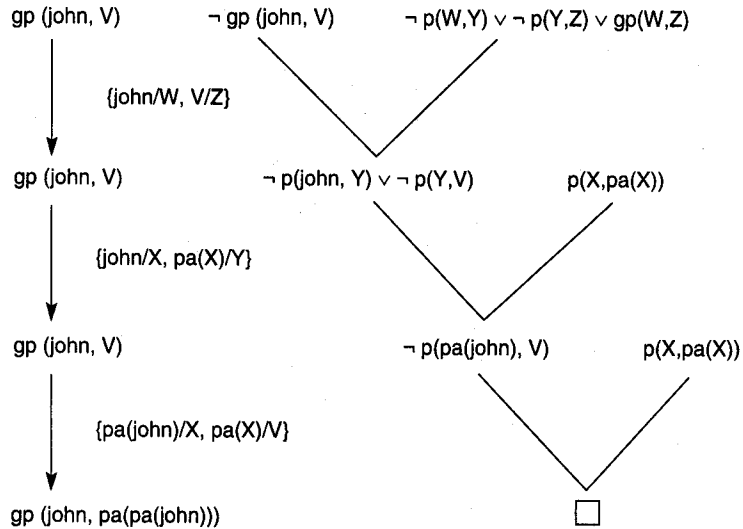 gp (john, V) ¬ gp (john, V) ¬ p(W,Y) ∨ ¬ p(Y,Z) ∨ gp(W,Z)
{john/W, V/Z}
gp (john, V) ¬ p(john, Y) ∨ ¬ p(Y,V) p(X,pa(X))
{john/X, pa(X)/Y}
gp (john, V) ¬ p(pa(john), V) p(X,pa(X))
{pa(john)/X, pa(X)/V}
gp (john, pa(pa(john))) □